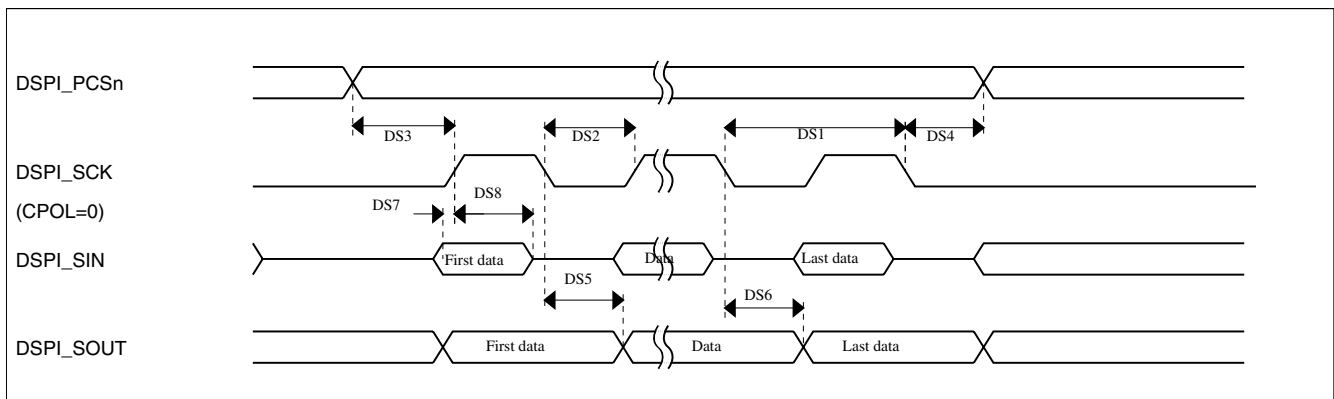 DSPI_PCSn
DS3
DS2
DS1
DS4
DSPI_SCK
(CPOL=0)
DS7
DS8
DSPI_SIN
First data
Data
Last data
DS5
DS6
DSPI_SOUT
First data
Data
Last data